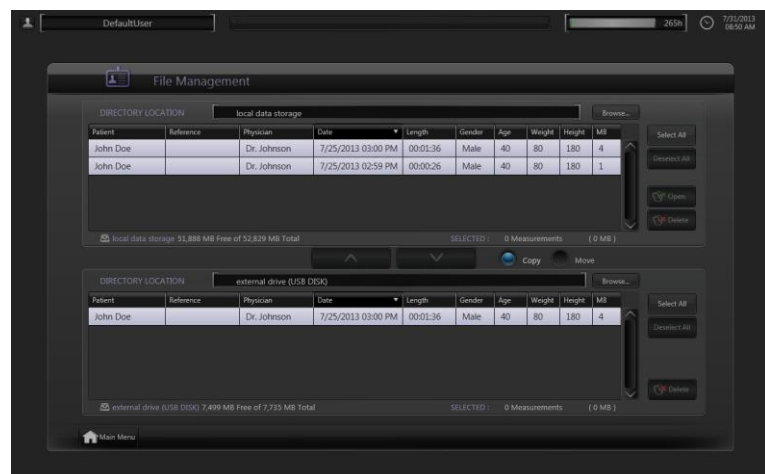 DefaultUser 265h 7/31/2013
08:50 AM
File Management
DIRECTORY LOCATION local data storage Browse...
Patient Reference Physician Date Length Gender Age Weight Height MB
John Doe Dr. Johnson 7/25/2013 03:00 PM 00:01:36 Male 40 80 180 4
John Doe Dr. Johnson 7/25/2013 02:59 PM 00:00:26 Male 40 80 180 1
Select All
Deselect All
Open
Delete
local data storage 51,888 MB Free of 52,829 MB Total SELECTED : 0 Measurements ( 0 MB )
Copy Move
DIRECTORY LOCATION external drive (USB DISK) Browse...
Patient Reference Physician Date Length Gender Age Weight Height MB
John Doe Dr. Johnson 7/25/2013 03:00 PM 00:01:36 Male 40 80 180 4
Select All
Deselect All
Delete
external drive (USB DISK) 7,499 MB Free of 7,735 MB Total SELECTED : 0 Measurements ( 0 MB )
Main Menu